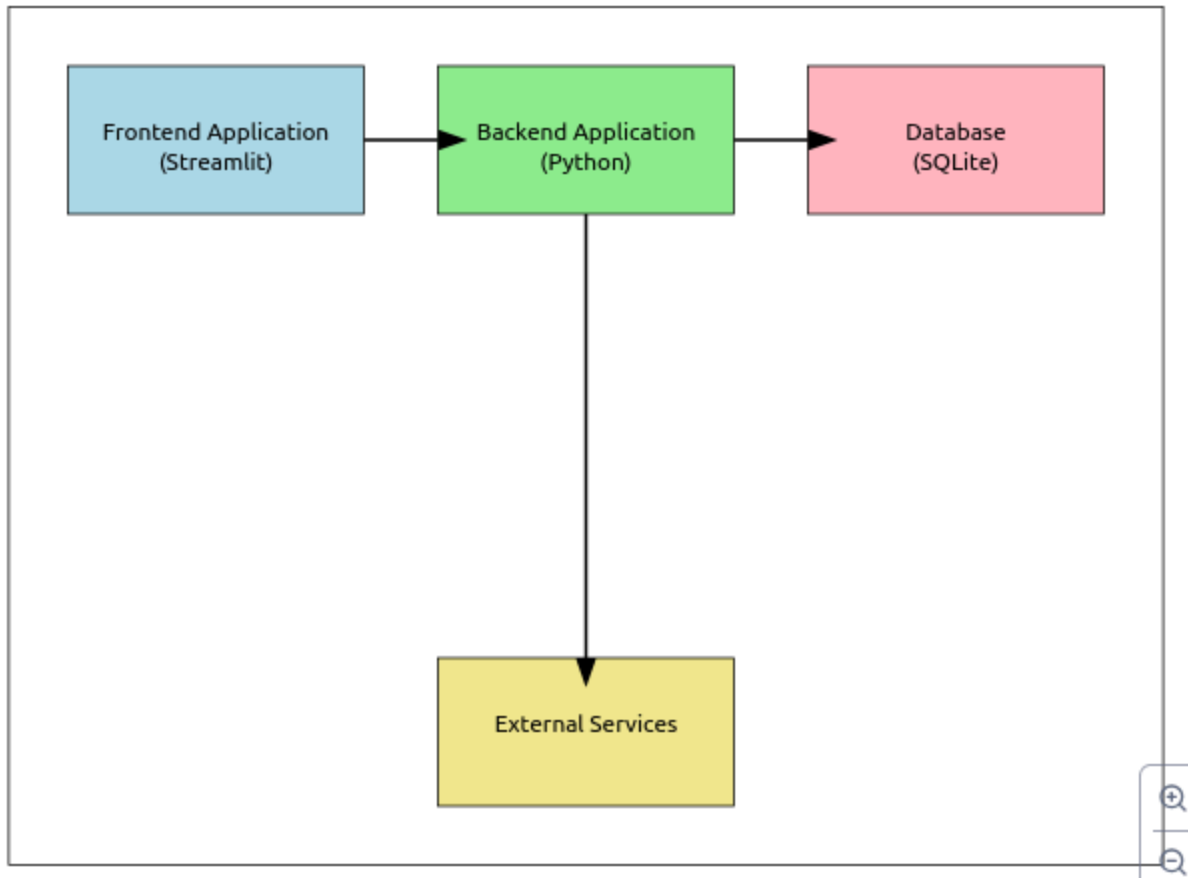 Frontend Application
(Streamlit)
Backend Application
(Python)
Database
(SQLite)
External Services